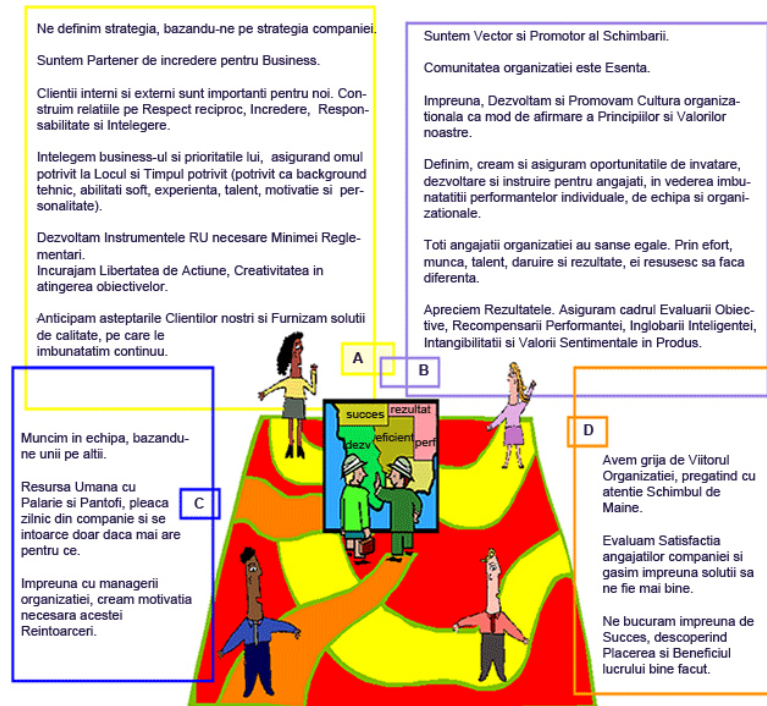 Ne definim strategia, bazandu-ne pe strategia companiei.
Suntem Partener de incredere pentru Business.
Clientii interni si externi sunt importanti pentru noi. Con-
struim relatiile pe Respect reciproc, Incredere, Respon-
sabilitate si Intelegere.
Intelegem business-ul si prioritatile lui, asigurand omul
potrivit la Locul si Timpul potrivit (potrivit ca background
tehnic, abilitati soft, experienta, talent, motivatie si per-
sonalitate).
Dezvoltam Instrumentele RU necesare Minimei Regle-
mentari.
Incurajam Libertatea de Actiune, Creativitatea in
atingerea obiectivelor.
Anticipam asteptarile Clientilor nostri si Furnizam solutii
de calitate, pe care le
imbunatatim continuu.
A
Suntem Vector si Promotor al Schimbarii.
Comunitatea organizatiei este Esenta.
Impreuna, Dezvoltam si Promovam Cultura organiza-
tionala ca mod de afirmare a Principiilor si Valorilor
noastre.
Definim, cream si asiguram oportunitatile de invatare,
dezvoltare si instruire pentru angajati, in vederea imbu-
natatitii performantelor individuale, de echipa si organi-
zationale.
Toti angajatii organizatiei au sanse egale. Prin efort,
munca, talent, daruire si rezultate, ei resusesc sa faca
diferenta.
Apreciem Rezultatele. Asiguram cadrul Evaluarii Obiec-
tive, Recompensarii Performantei, Inglobarii Inteligentei,
Intangibilitatii si Valorii Sentimentale in Produs.
B
Muncim in echipa, bazandu-
ne unii pe altii.
Resursa Umana cu
Palarie si Pantofi, pleaca
zilnic din companie si se
intoarce doar daca mai are
pentru ce.
Impreuna cu managerii
organizatiei, cream motivatia
necesara acestei
Reintoarceri.
C
succes
rezultat
dezv
eficient
perf
D
Avem grija de Viitorul
Organizatiei, pregatind cu
atentie Schimbul de
Maine.
Evaluam Satisfactia
angajatilor companiei si
gasim impreuna solutii sa
ne fie mai bine.
Ne bucuram impreuna de
Succes, descoperind
Placerea si Beneficiul
lucrului bine facut.